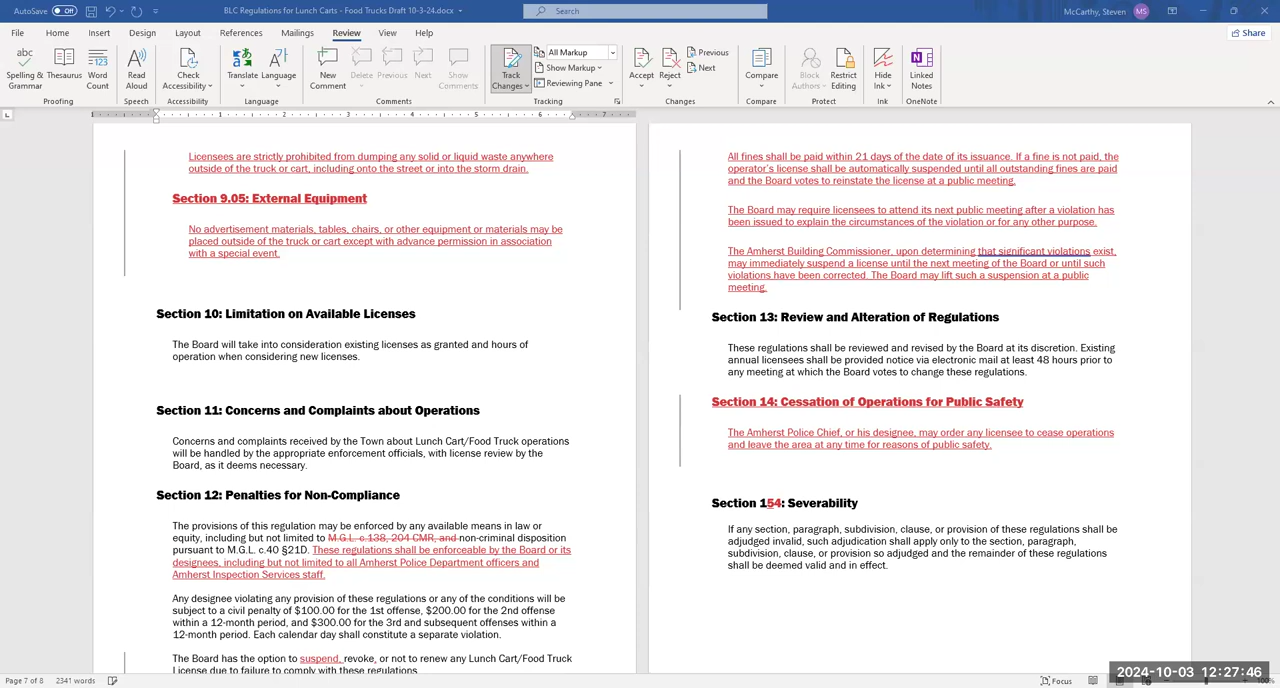 AutoSave Off
BLC Regulations for Lunch Carts - Food Trucks Draft 10-3-24.docx
Search
McCarthy, Steven MS
File Home Insert Draw Design Layout References Mailings Review View Help
Share
Spelling & Grammar Thesaurus Word Count
Read Aloud
Check Accessibility
Translate Language
New Comment Delete Previous Next Show Comments
Track Changes All Markup Show Markup Reviewing Pane
Accept Reject Previous Next
Compare
Block Authors Restrict Editing
Hide Ink
Linked Notes
Proofing Speech Accessibility Language Comments Tracking Changes Compare Protect Ink OneNote
Licensees are strictly prohibited from dumping any solid or liquid waste anywhere
outside of the truck or cart, including onto the street or into the storm drain.
Section 9.05: External Equipment
No advertisement materials, tables, chairs, or other equipment or materials may be
placed outside of the truck or cart except with advance permission in association
with a special event.
Section 10: Limitation on Available Licenses
The Board will take into consideration existing licenses as granted and hours of
operation when considering new licenses.
Section 11: Concerns and Complaints about Operations
Concerns and complaints received by the Town about Lunch Cart/Food Truck operations
will be handled by the appropriate enforcement officials, with license review by the
Board, as it deems necessary.
Section 12: Penalties for Non-Compliance
The provisions of this regulation may be enforced by any available means in law or
equity, including but not limited to M.G.L. c.138, 204 CMR, and non-criminal disposition
pursuant to M.G.L. c.40 §21D. These regulations shall be enforceable by the Board or its
designees, including but not limited to all Amherst Police Department officers and
Amherst Inspection Services staff.
Any designee violating any provision of these regulations or any of the conditions will be
subject to a civil penalty of $100.00 for the 1st offense, $200.00 for the 2nd offense
within a 12-month period, and $300.00 for the 3rd and subsequent offenses within a
12-month period. Each calendar day shall constitute a separate violation.
The Board has the option to suspend, revoke, or not to renew any Lunch Cart/Food Truck
License due to failure to comply with these regulations
All fines shall be paid within 21 days of the date of its issuance. If a fine is not paid, the
operator's license shall be automatically suspended until all outstanding fines are paid
and the Board votes to reinstate the license at a public meeting.
The Board may require licensees to attend its next public meeting after a violation has
been issued to explain the circumstances of the violation or for any other purpose.
The Amherst Building Commissioner, upon determining that significant violations exist,
may immediately suspend a license until the next meeting of the Board or until such
violations have been corrected. The Board may lift such a suspension at a public
meeting.
Section 13: Review and Alteration of Regulations
These regulations shall be reviewed and revised by the Board at its discretion. Existing
annual licensees shall be provided notice via electronic mail at least 48 hours prior to
any meeting at which the Board votes to change these regulations.
Section 14: Cessation of Operations for Public Safety
The Amherst Police Chief, or his designee, may order any licensee to cease operations
and leave the area at any time for reasons of public safety.
Section 154: Severability
If any section, paragraph, subdivision, clause, or provision of these regulations shall be
adjudged invalid, such adjudication shall apply only to the section, paragraph,
subdivision, clause, or provision so adjudged and the remainder of these regulations
shall be deemed valid and in effect.
Page 7 of 8 2341 words
Focus
2024-10-03 12:27:46